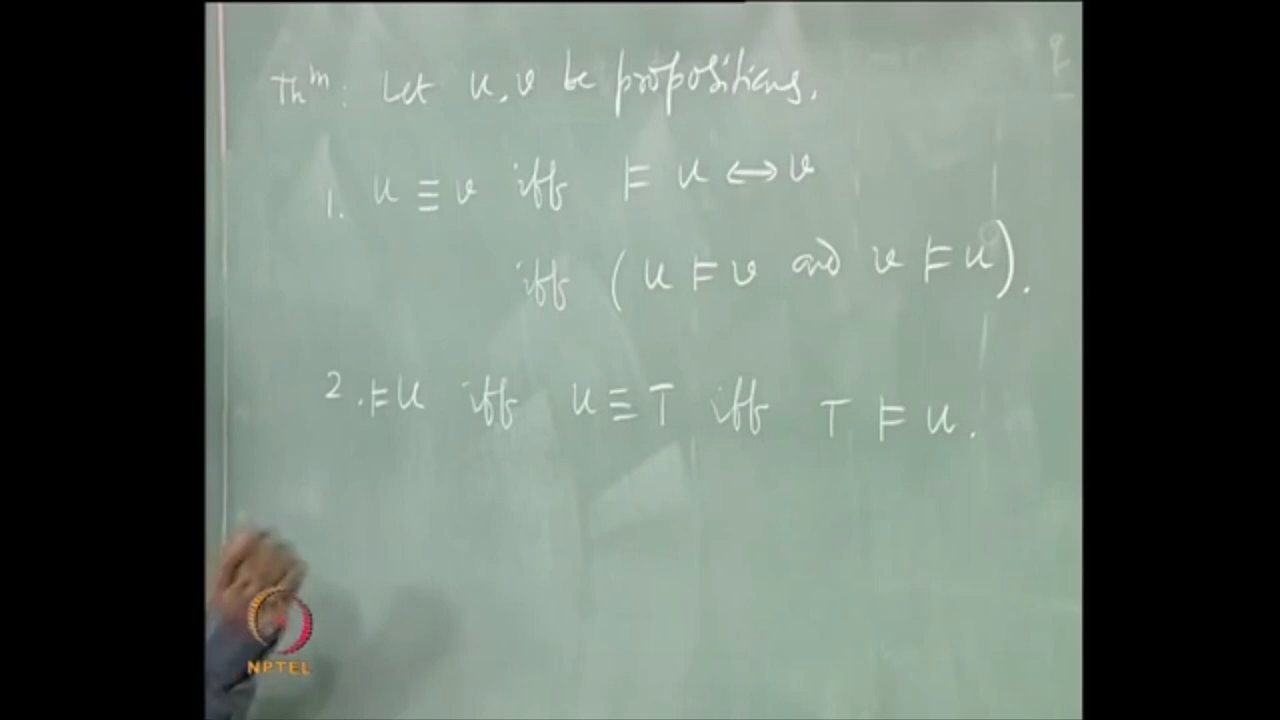 Thm: Let u, v be propositions.
1. u ≡ v iff ⊨ u ↔ v
iff (u ⊨ v and v ⊨ u).
2. ⊨u iff u ≡ T iff T ⊨ u.
NPTEL